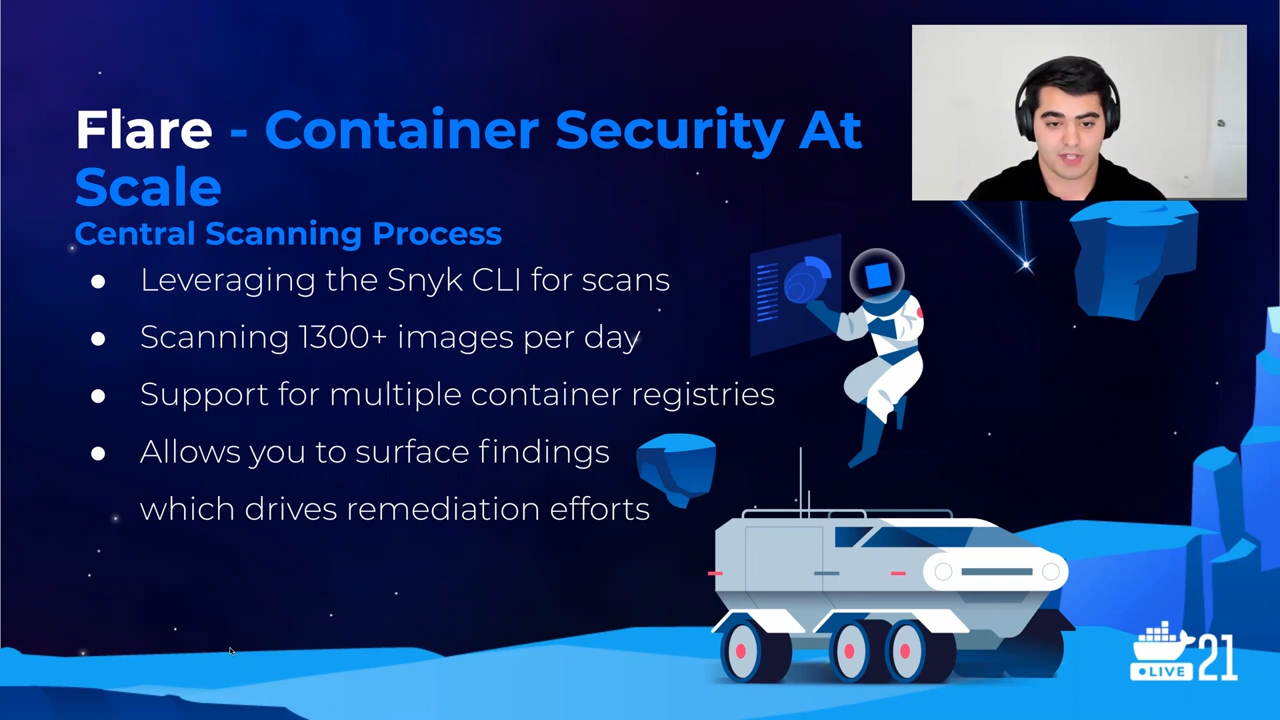 Flare - Container Security At
Scale
Central Scanning Process
● Leveraging the Snyk CLI for scans
● Scanning 1300+ images per day
● Support for multiple container registries
● Allows you to surface findings
which drives remediation efforts
LIVE 21